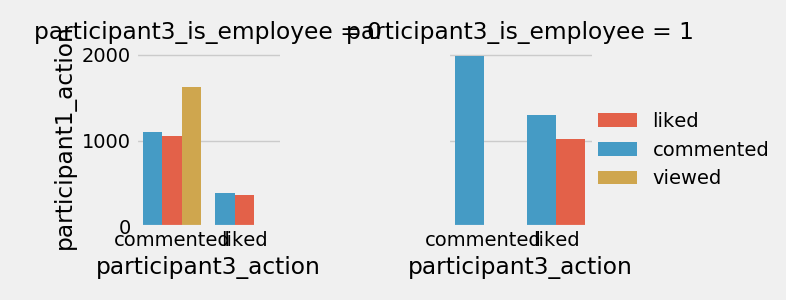 participant3_is_employee = 0
participant3_is_employee = 1
participant1_action
2000
1000
0
commented
liked
commented
liked
participant3_action
participant3_action
liked
commented
viewed